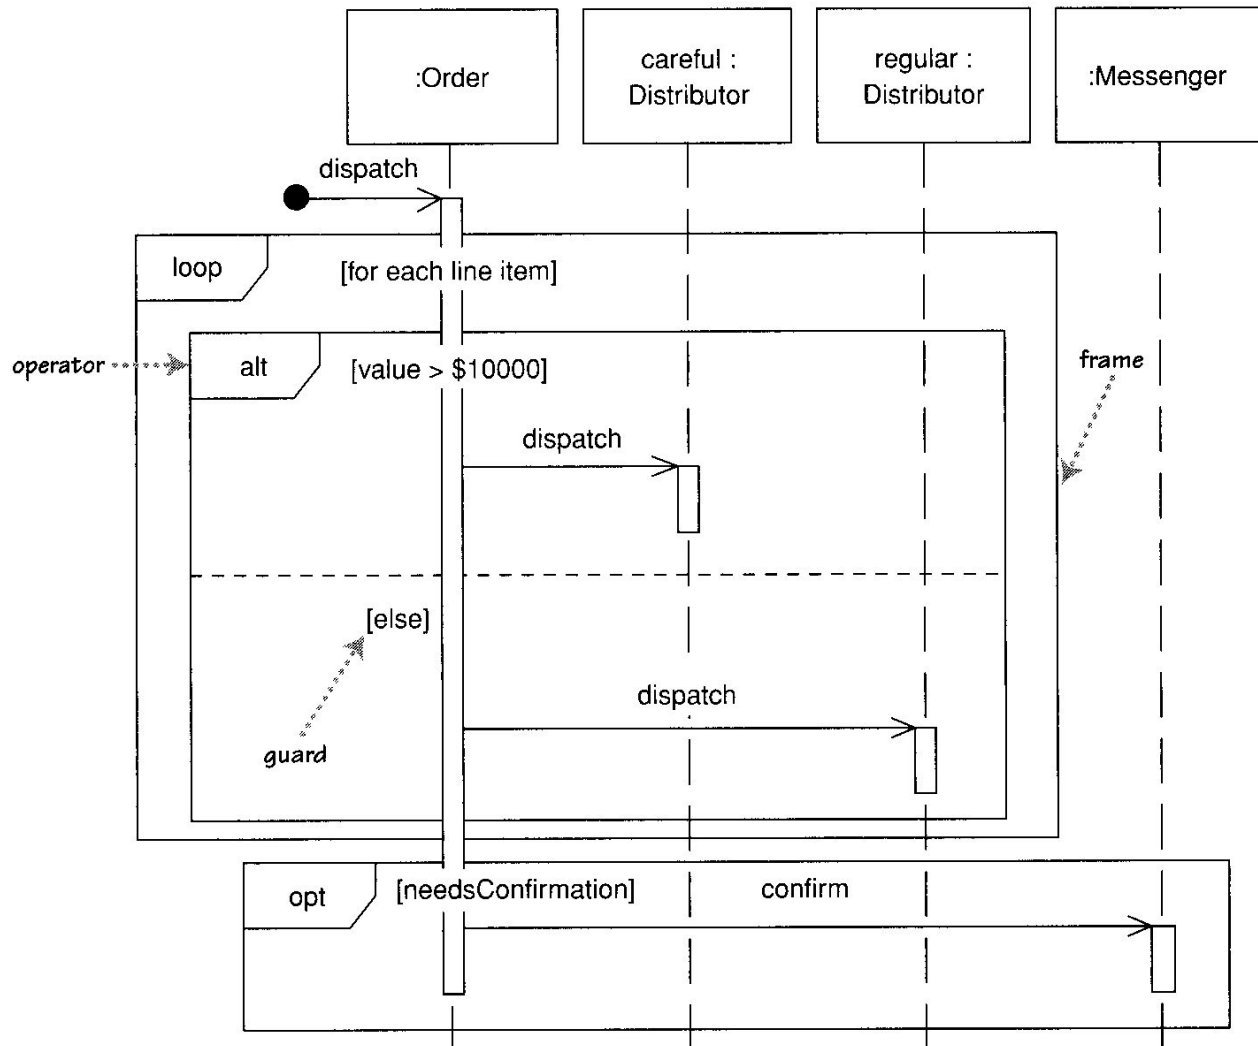 :Order
careful :
Distributor
regular :
Distributor
:Messenger
dispatch
loop
[for each line item]
operator
alt
[value > $10000]
frame
dispatch
[else]
dispatch
guard
opt
[needsConfirmation]
confirm